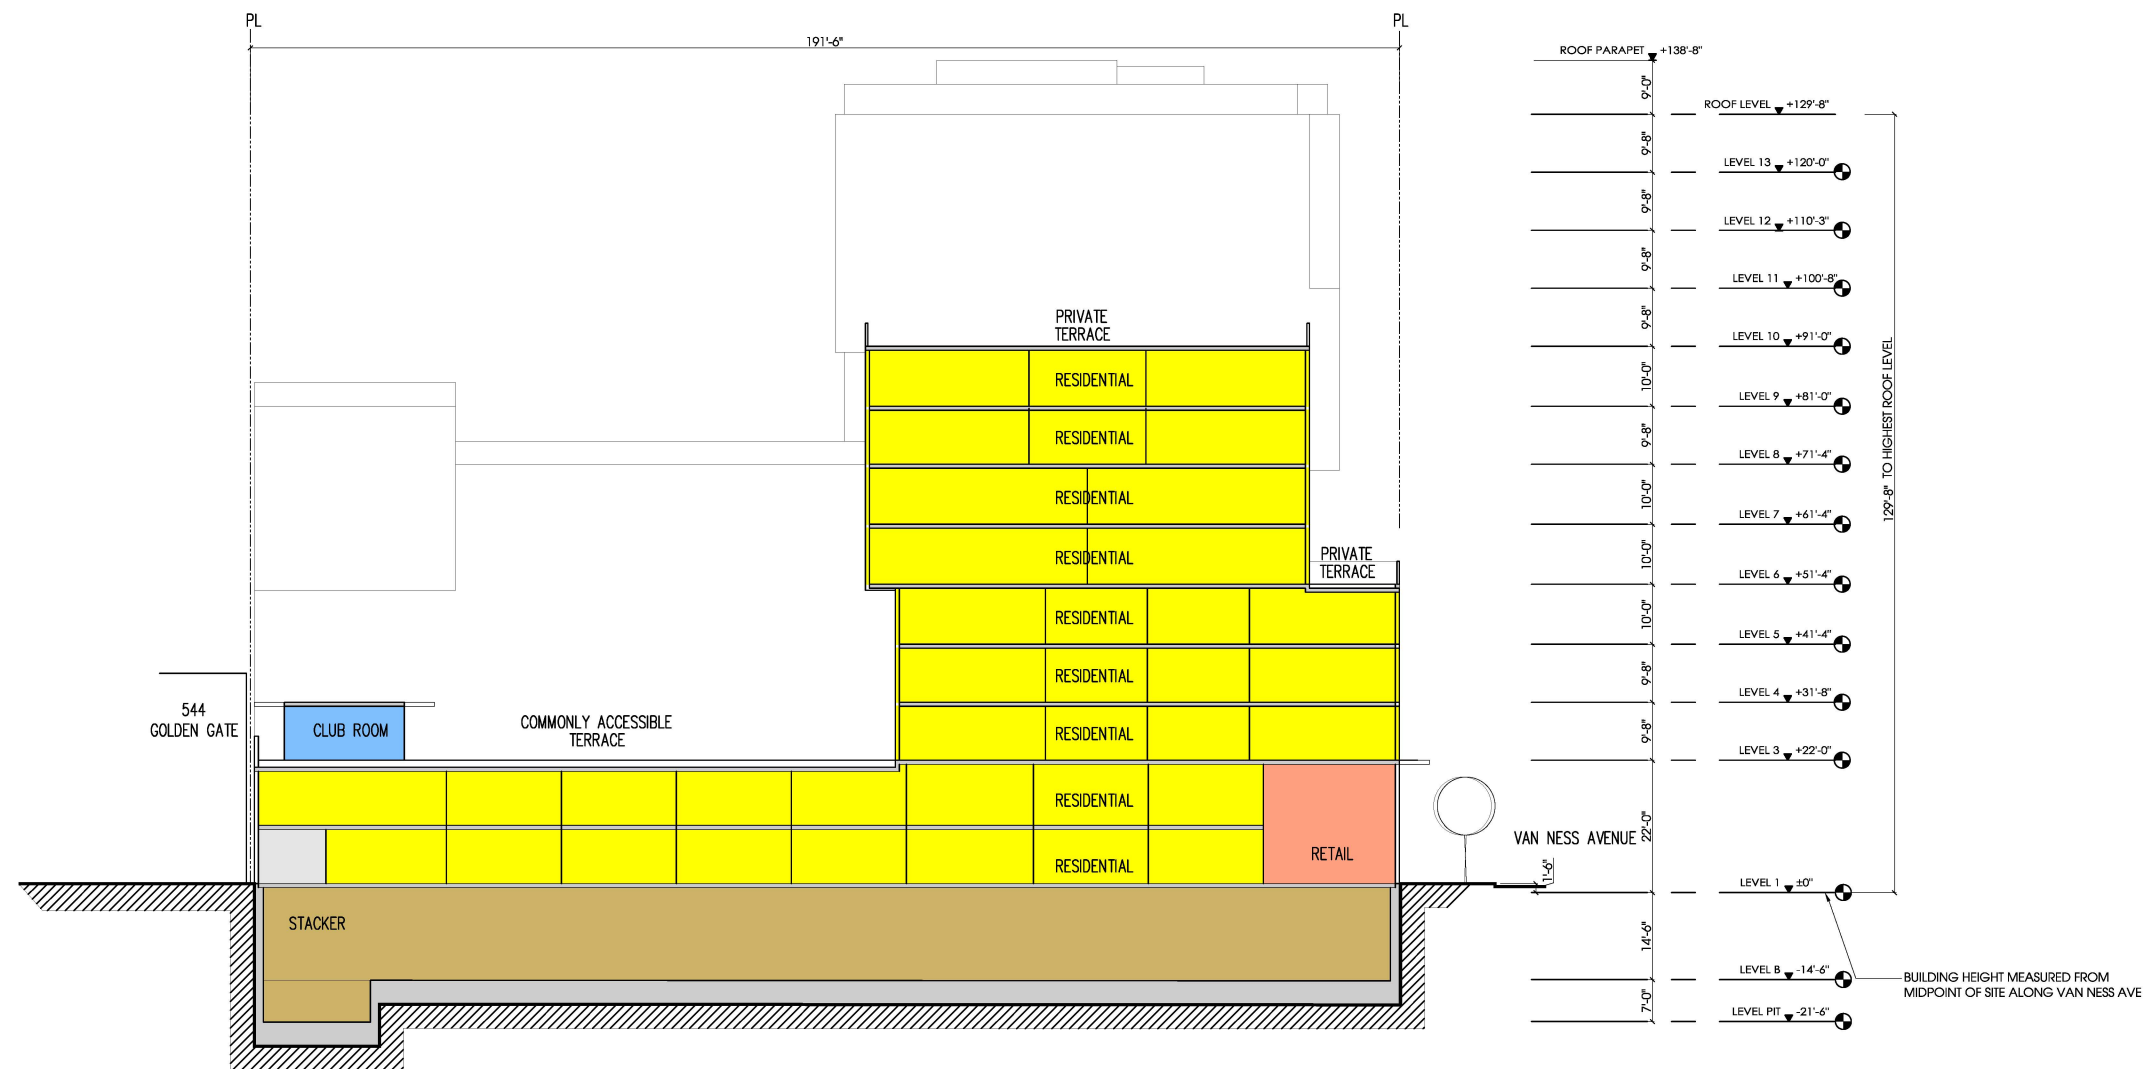 PL
PL
191'-6"
ROOF PARAPET +138'-8"
9'-0"
ROOF LEVEL +129'-8"
9'-8"
LEVEL 13 +120'-0"
9'-8"
LEVEL 12 +110'-3"
9'-8"
LEVEL 11 +100'-8"
9'-8"
LEVEL 10 +91'-0"
10'-0"
LEVEL 9 +81'-0"
9'-8"
LEVEL 8 +71'-4"
10'-0"
LEVEL 7 +61'-4"
10'-0"
LEVEL 6 +51'-4"
10'-0"
LEVEL 5 +41'-4"
9'-8"
LEVEL 4 +31'-8"
9'-8"
LEVEL 3 +22'-0"
22'-0"
LEVEL 1 ±0"
14'-6"
LEVEL B -14'-6"
7'-0"
LEVEL PIT -21'-6"
129'-8" TO HIGHEST ROOF LEVEL
BUILDING HEIGHT MEASURED FROM
MIDPOINT OF SITE ALONG VAN NESS AVE
PRIVATE
TERRACE
RESIDENTIAL
RESIDENTIAL
RESIDENTIAL
RESIDENTIAL
PRIVATE
TERRACE
RESIDENTIAL
RESIDENTIAL
RESIDENTIAL
544
GOLDEN GATE
CLUB ROOM
COMMONLY ACCESSIBLE
TERRACE
RESIDENTIAL
RESIDENTIAL
RETAIL
VAN NESS AVENUE
1'-6"
STACKER